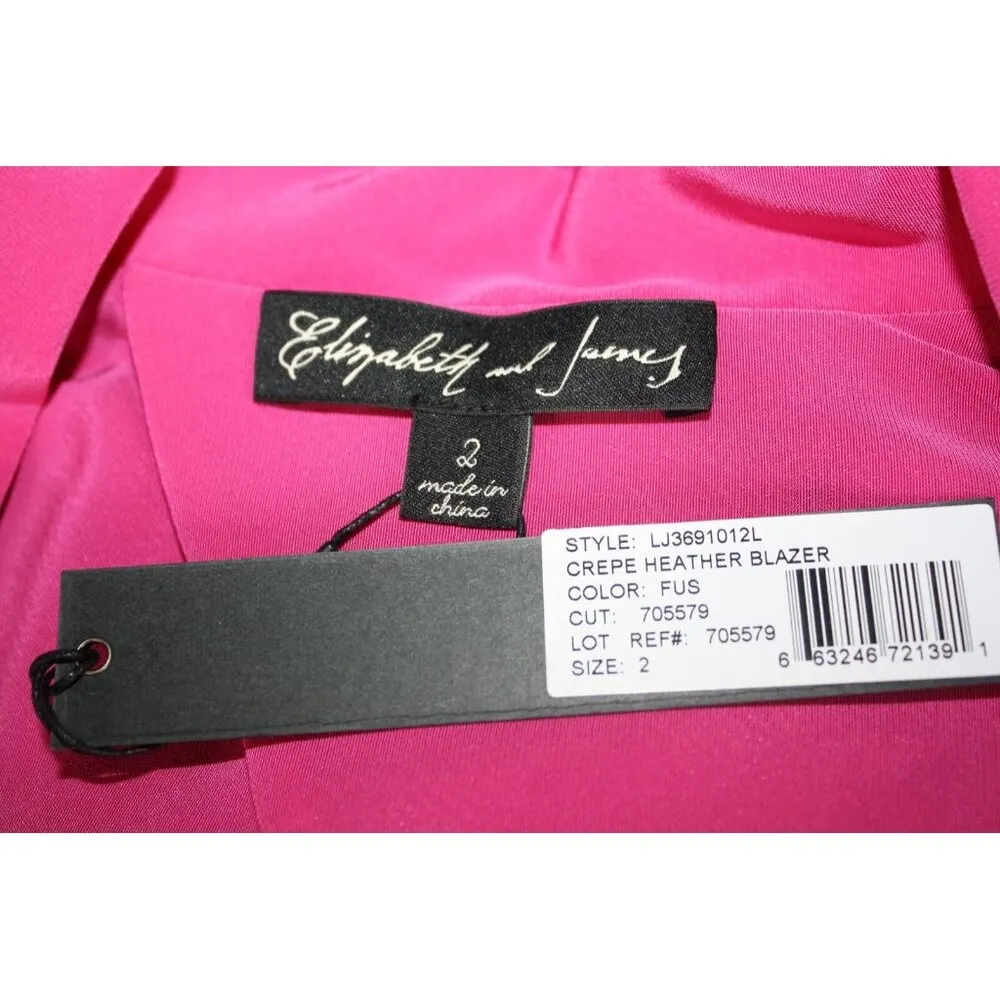 Elizabeth and James
2
made in
china
STYLE: LJ3691012L
CREPE HEATHER BLAZER
COLOR: FUS
CUT: 705579
LOT REF#: 705579
SIZE: 2
6 63246 72139 1